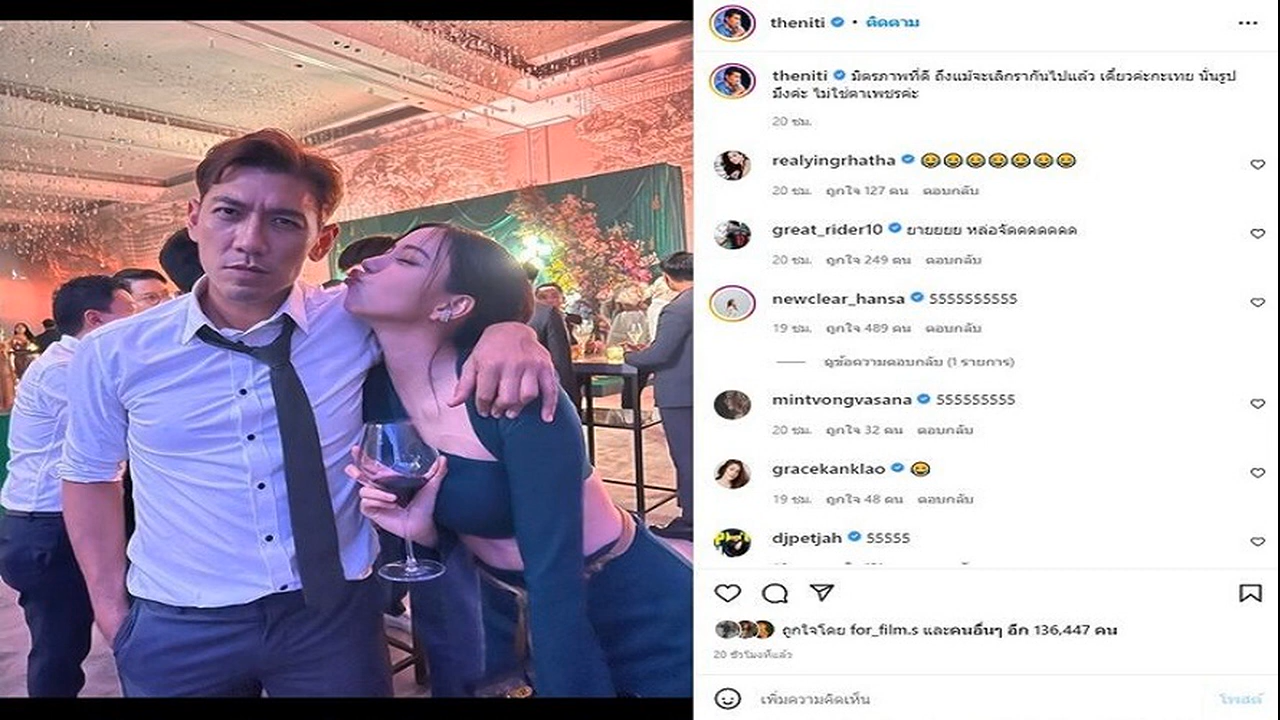 theniti • ติดตาม
theniti มิตรภาพที่ดี ถึงแม้จะเลิกรากันไปแล้ว เดี๋ยวค่ะกะเทย นั่นรูป
มึงค่ะ ไม่ใช่ตาเพชรค่ะ
20 ชม.
realyingrhatha 😂😂😂😂😂😂😂
20 ชม. ถูกใจ 127 คน ตอบกลับ
great_rider10 ยายยยย หล่อจัดดดดดดด
20 ชม. ถูกใจ 249 คน ตอบกลับ
newclear_hansa 5555555555
19 ชม. ถูกใจ 489 คน ตอบกลับ
ดูข้อความตอบกลับ (1 รายการ)
mintvongvasana 555555555
20 ชม. ถูกใจ 32 คน ตอบกลับ
gracekanklao 😂
19 ชม. ถูกใจ 48 คน ตอบกลับ
djpetjah 55555
ถูกใจโดย for_film.s และคนอื่นๆ อีก 136,447 คน
20 ชั่วโมงที่แล้ว
เพิ่มความคิดเห็น
โพสต์